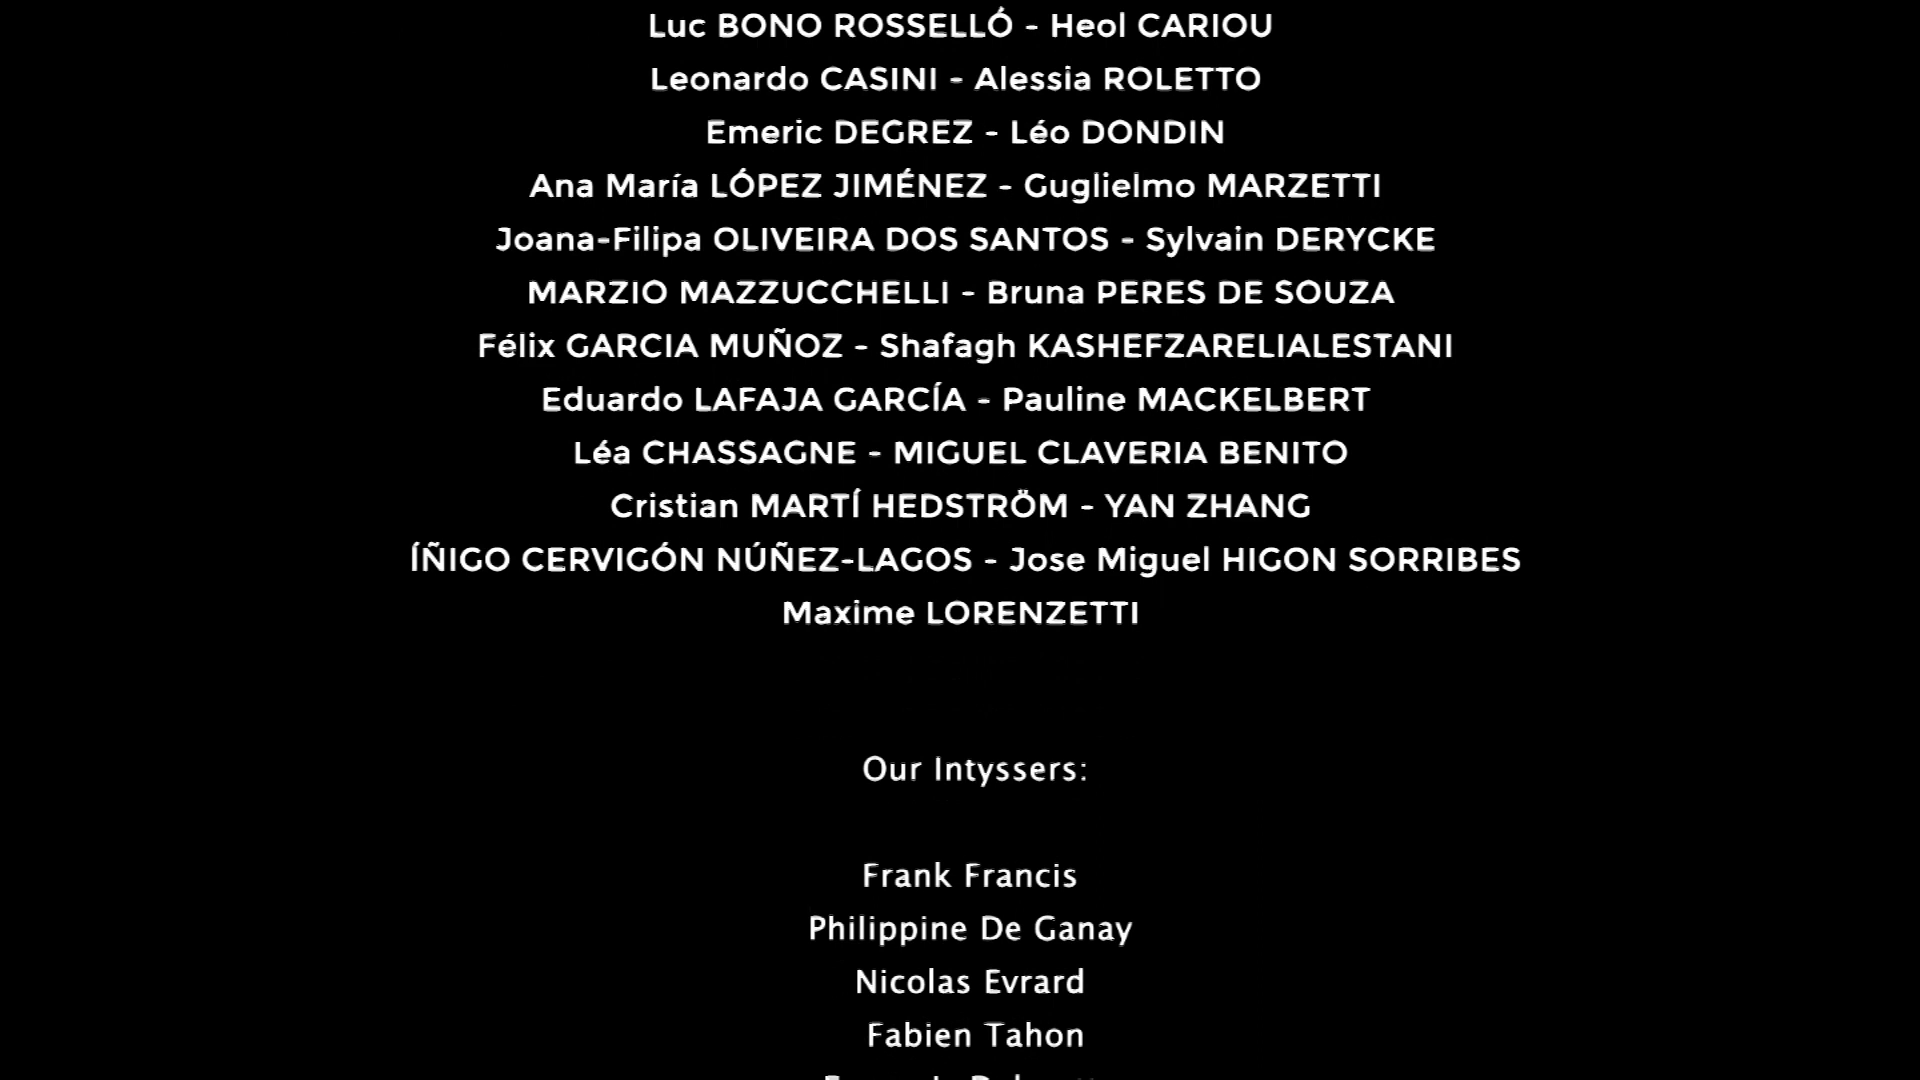 Luc BONO ROSSELLÓ - Heol CARIOU
Leonardo CASINI - Alessia ROLETTO
Emeric DEGREZ - Léo DONDIN
Ana María LÓPEZ JIMÉNEZ - Guglielmo MARZETTI
Joana-Filipa OLIVEIRA DOS SANTOS - Sylvain DERYCKE
MARZIO MAZZUCCHELLI - Bruna PERES DE SOUZA
Félix GARCIA MUÑOZ - Shafagh KASHEFZARELIALESTANI
Eduardo LAFAJA GARCÍA - Pauline MACKELBERT
Léa CHASSAGNE - MIGUEL CLAVERIA BENITO
Cristian MARTÍ HEDSTRÖM - YAN ZHANG
ÍÑIGO CERVIGÓN NÚÑEZ-LAGOS - Jose Miguel HIGON SORRIBES
Maxime LORENZETTI
Our Intyssers:
Frank Francis
Philippine De Ganay
Nicolas Evrard
Fabien Tahon